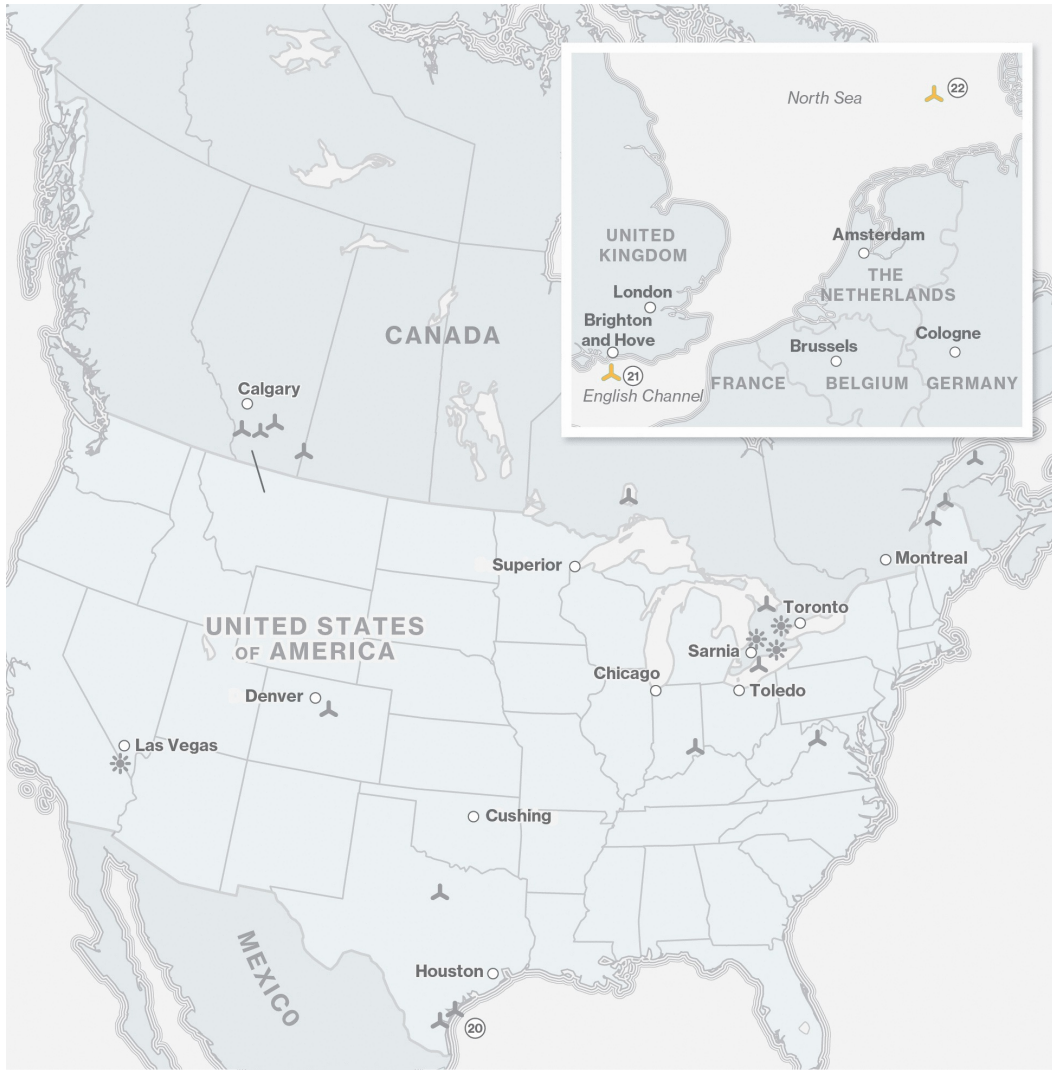 North Sea
22
UNITED
KINGDOM
Amsterdam
THE
NETHERLANDS
London
Brighton
and Hove
21
English Channel
Brussels
Cologne
FRANCE
BELGIUM
GERMANY
CANADA
Calgary
Superior
Montreal
Toronto
UNITED STATES
OF AMERICA
Sarnia
Chicago
Toledo
Denver
Las Vegas
Cushing
MEXICO
Houston
20